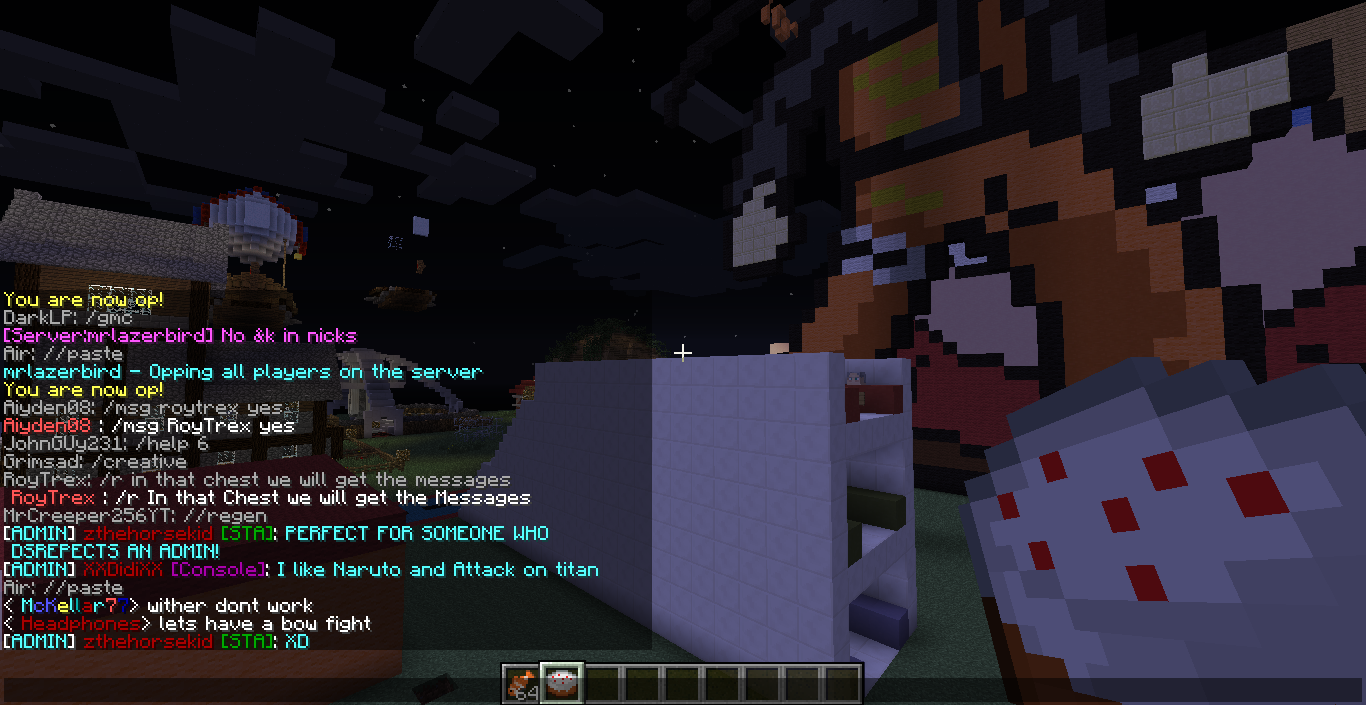 You are now op!
DarkLP: /gmc
[Server:mrlazerbird] No &k in nicks
Air: //paste
mrlazerbird - Opping all players on the server
You are now op!
Aiyden08: /msg roytrex yes
Aiyden08 : /msg RoyTrex yes
JohnGUy231: /help 6
Grimsad: /creative
RoyTrex: /r in that chest we will get the messages
RoyTrex : /r In that Chest we will get the Messages
MrCreeper256YT: //regen
[ADMIN] zthehorsekid [STA]: PERFECT FOR SOMEONE WHO
DSREPECTS AN ADMIN!
[ADMIN] XXDidiXX [Console]: I like Naruto and Attack on titan
Air: //paste
< McKellar77> wither dont work
< Headphones> lets have a bow fight
[ADMIN] zthehorsekid [STA]: XD
64